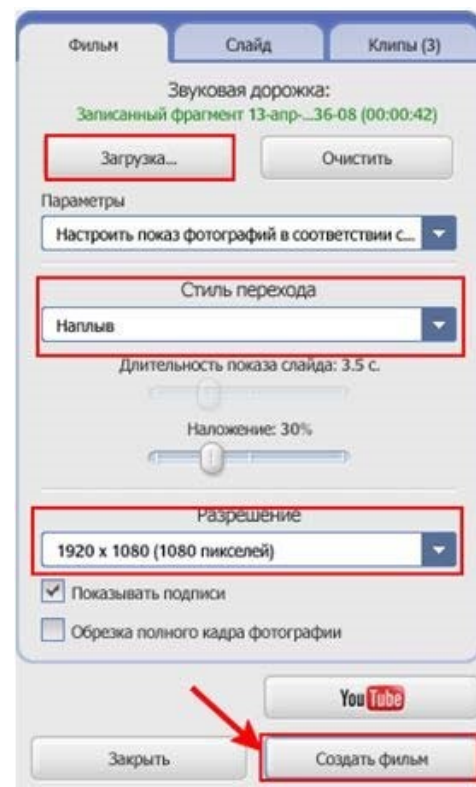 Фильм
Слайд
Клипы (3)
Звуковая дорожка:
Записанный фрагмент 13-апр-...36-08 (00:00:42)
Загрузка...
Очистить
Параметры
Настроить показ фотографий в соответствии с...
Стиль перехода
Наплыв
Длительность показа слайда: 3.5 с.
Наложение: 30%
Разрешение
1920 x 1080 (1080 пикселей)
Показывать подписи
Обрезка полного кадра фотографии
YouTube
Закрыть
Создать фильм